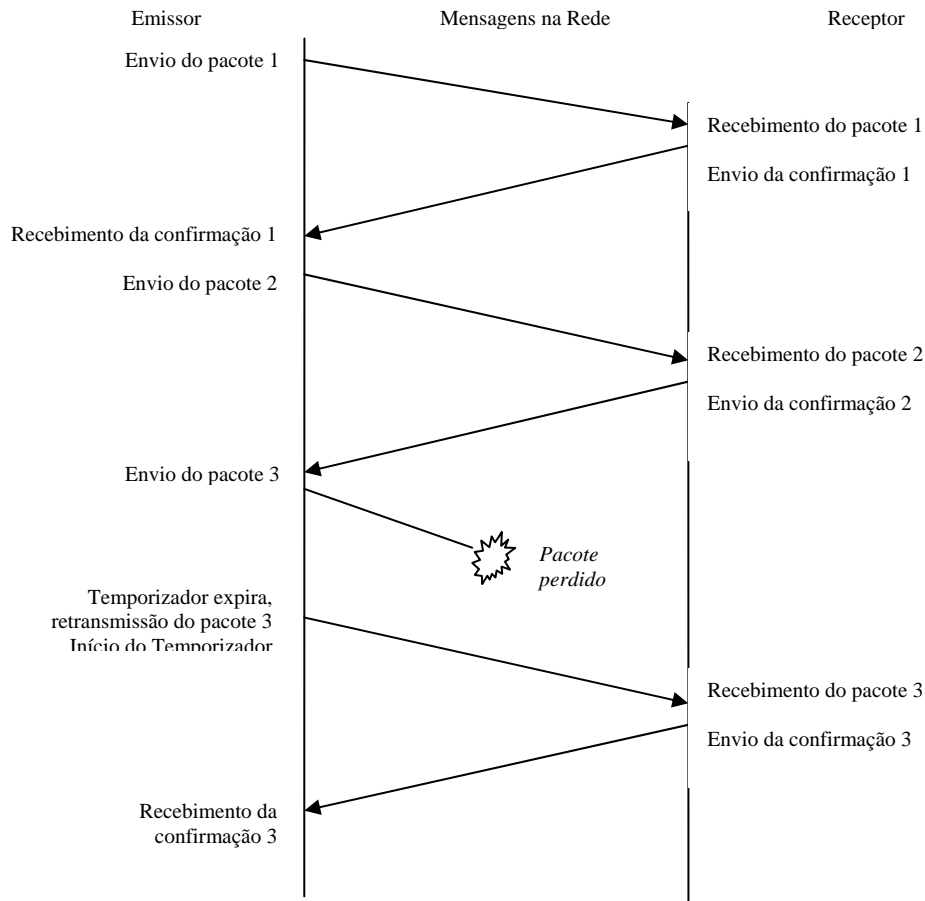 Emissor
Mensagens na Rede
Receptor
Envio do pacote 1
Recebimento do pacote 1
Envio da confirmação 1
Recebimento da confirmação 1
Envio do pacote 2
Recebimento do pacote 2
Envio da confirmação 2
Envio do pacote 3
Pacote
perdido
Temporizador expira,
retransmissão do pacote 3
Início do Temporizador
Recebimento do pacote 3
Envio da confirmação 3
Recebimento da
confirmação 3